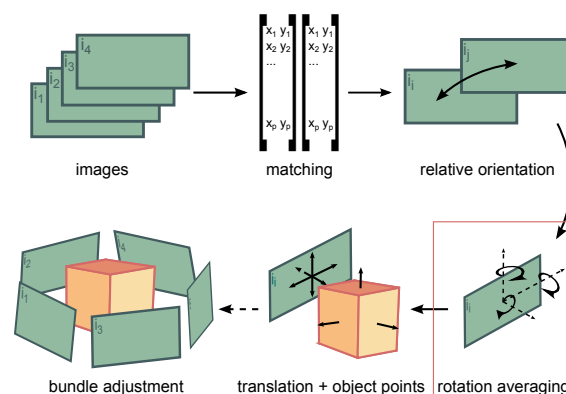 i4
i3
i2
i1
x1 y1 x1 y1
x2 y2 x2 y2
... ...
xp yp xp yp
ij
ii
images
matching
relative orientation
i4
i2
i1
i3
ii
ii
bundle adjustment
translation + object points
rotation averaging